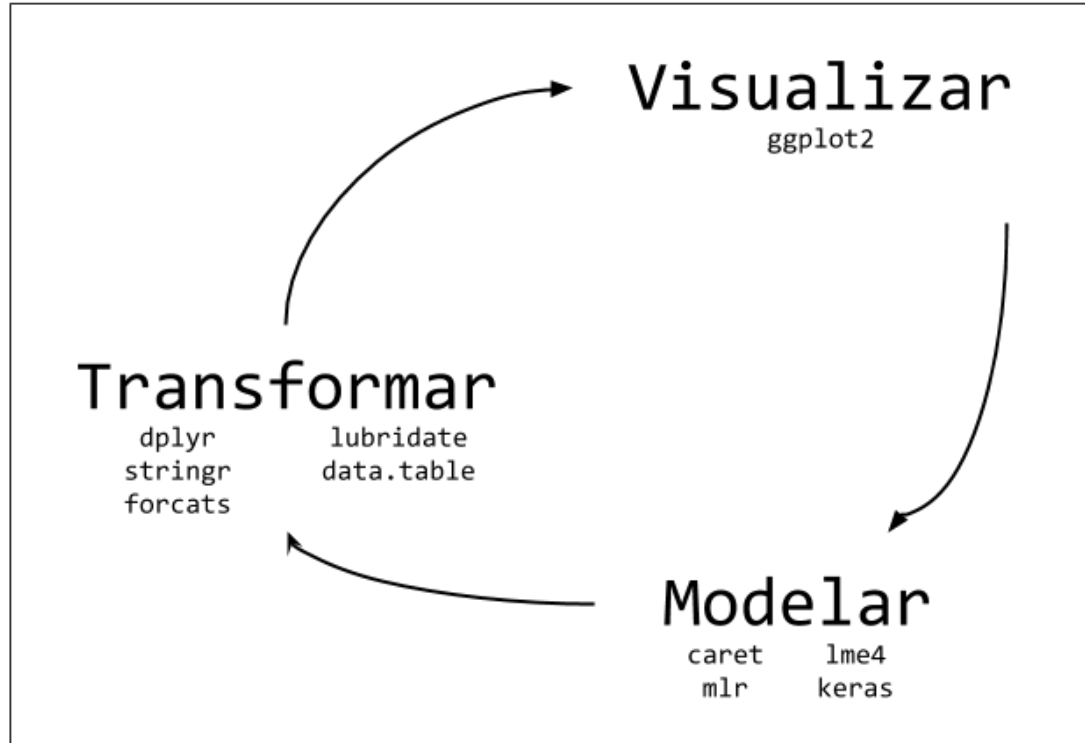 Visualizar
ggplot2
Transformar
dplyr lubridate
stringr data.table
forcats
Modelar
caret lme4
mlr keras